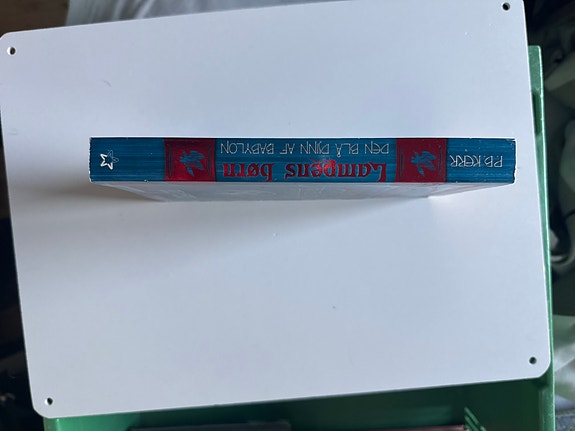 P.B. KERR
Lampens børn
DEN BLÅ DJINN AF BABYLON